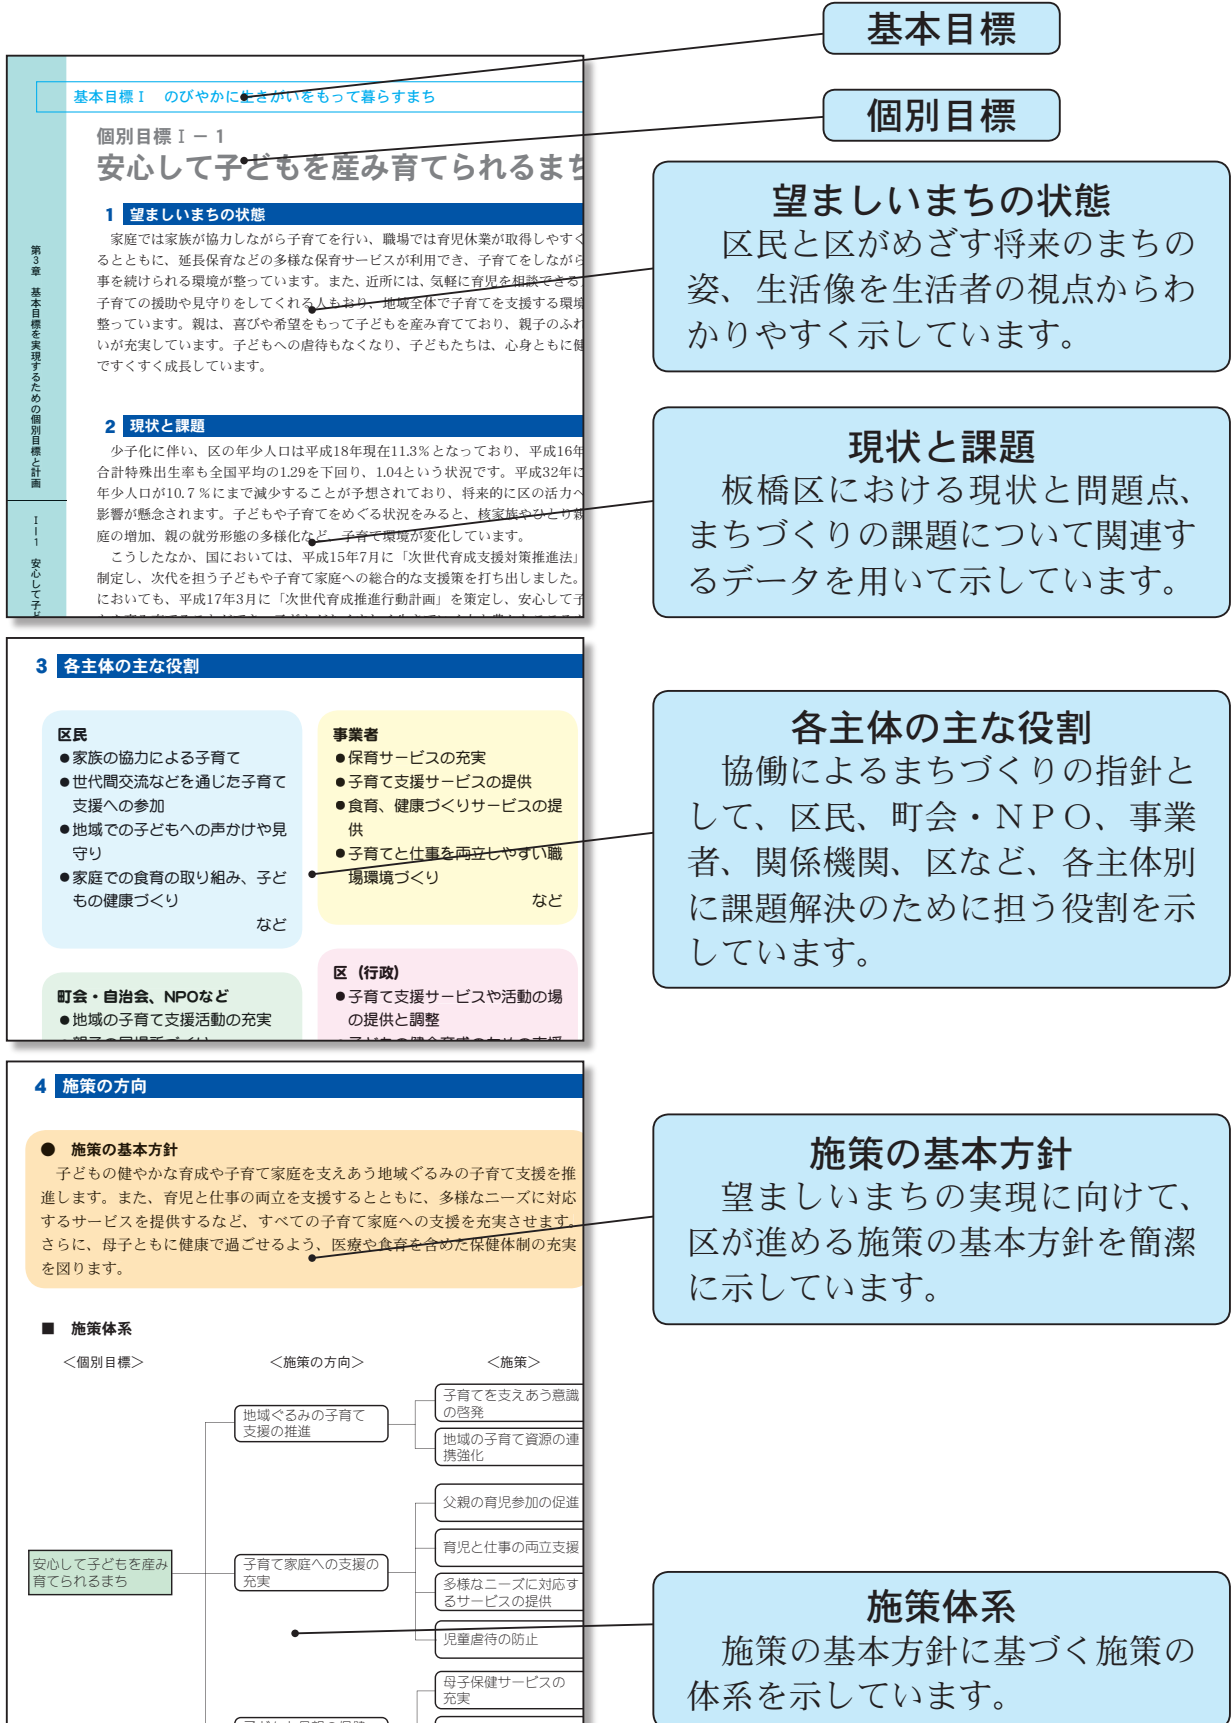 基本目標
個別目標
望ましいまちの状態
　区民と区がめざす将来のまちの
姿、生活像を生活者の視点からわ
かりやすく示しています。
現状と課題
　板橋区における現状と問題点、
まちづくりの課題について関連す
るデータを用いて示しています。
各主体の主な役割
　協働によるまちづくりの指針と
して、区民、町会・ＮＰＯ、事業
者、関係機関、区など、各主体別
に課題解決のために担う役割を示
しています。
施策の基本方針
　望ましいまちの実現に向けて、
区が進める施策の基本方針を簡潔
に示しています。
施策体系
　施策の基本方針に基づく施策の
体系を示しています。
基本目標Ⅰ　のびやかに生きがいをもって暮らすまち
個別目標Ⅰ－１
安心して子どもを産み育てられるまち
1 望ましいまちの状態
　家庭では家族が協力しながら子育てを行い、職場では育児休業が取得しやすく
るとともに、延長保育などの多様な保育サービスが利用でき、子育てをしながら
事を続けられる環境が整っています。また、近所には、気軽に育児を相談できる
子育ての援助や見守りをしてくれる人もおり、地域全体で子育てを支援する環境
整っています。親は、喜びや希望をもって子どもを産み育てており、親子のふれ
いが充実しています。子どもへの虐待もなくなり、子どもたちは、心身ともに健
ですくすく成長しています。
2 現状と課題
　少子化に伴い、区の年少人口は平成18年現在11.3％となっており、平成16年
合計特殊出生率も全国平均の1.29を下回り、1.04という状況です。平成32年に
年少人口が10.7％にまで減少することが予想されており、将来的に区の活力へ
影響が懸念されます。子どもや子育てをめぐる状況をみると、核家族やひとり親
庭の増加、親の就労形態の多様化など、子育て環境が変化しています。
　こうしたなか、国においては、平成15年7月に「次世代育成支援対策推進法」
制定し、次代を担う子どもや子育て家庭への総合的な支援策を打ち出しました。
においても、平成17年3月に「次世代育成推進行動計画」を策定し、安心して子
第3章　基本目標を実現するための個別目標と計画
Ⅰ－1　安心して子ど
3 各主体の主な役割
区民
●家族の協力による子育て
●世代間交流などを通じた子育て
支援への参加
●地域での子どもへの声かけや見
守り
●家庭での食育の取り組み、子ど
もの健康づくり
など
事業者
●保育サービスの充実
●子育て支援サービスの提供
●食育、健康づくりサービスの提
供
●子育てと仕事を両立しやすい職
場環境づくり
など
町会・自治会、NPOなど
●地域の子育て支援活動の充実
区（行政）
●子育て支援サービスや活動の場
の提供と調整
4 施策の方向
●　施策の基本方針
　子どもの健やかな育成や子育て家庭を支えあう地域ぐるみの子育て支援を推
進します。また、育児と仕事の両立を支援するとともに、多様なニーズに対応
するサービスを提供するなど、すべての子育て家庭への支援を充実させます。
さらに、母子ともに健康で過ごせるよう、医療や食育を含めた保健体制の充実
を図ります。
■　施策体系
＜個別目標＞
＜施策の方向＞
＜施策＞
安心して子どもを産み
育てられるまち
地域ぐるみの子育て
支援の推進
子育てを支えあう意識
の啓発
地域の子育て資源の連
携強化
子育て家庭への支援の
充実
父親の育児参加の促進
育児と仕事の両立支援
多様なニーズに対応す
るサービスの提供
児童虐待の防止
母子保健サービスの
充実